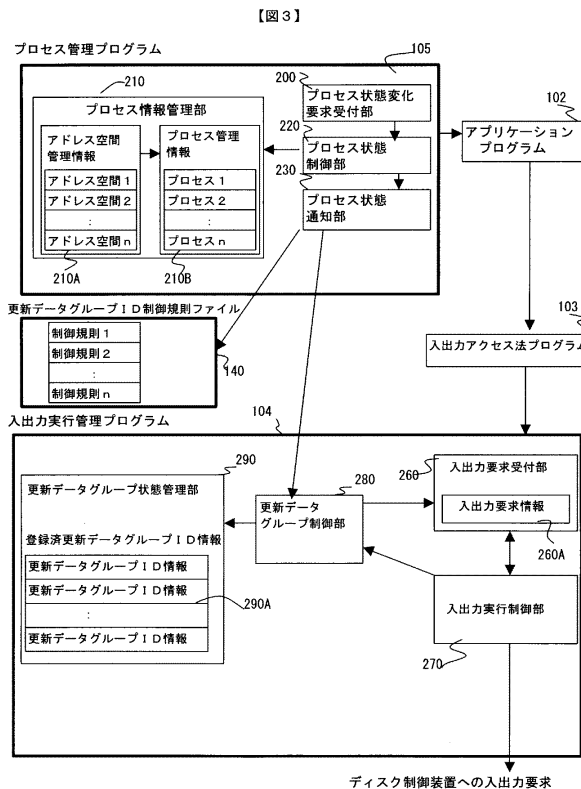 【図３】
プロセス管理プログラム
105
210
プロセス情報管理部
アドレス空間
管理情報
アドレス空間１
アドレス空間２
：
アドレス空間ｎ
210A
プロセス管理
情報
プロセス１
プロセス２
：
プロセスｎ
210B
200
プロセス状態変化
要求受付部
220
プロセス状態
制御部
230
プロセス状態
通知部
102
アプリケーション
プログラム
更新データグループＩＤ制御規則ファイル
制御規則１
制御規則２
：
制御規則ｎ
140
103
入出力アクセス法プログラム
入出力実行管理プログラム
104
290
更新データグループ状態管理部
登録済更新データグループＩＤ情報
更新データグループＩＤ情報
更新データグループＩＤ情報
：
更新データグループＩＤ情報
290A
280
更新データ
グループ制御部
260
入出力要求受付部
入出力要求情報
260A
入出力実行制御部
270
ディスク制御装置への入出力要求